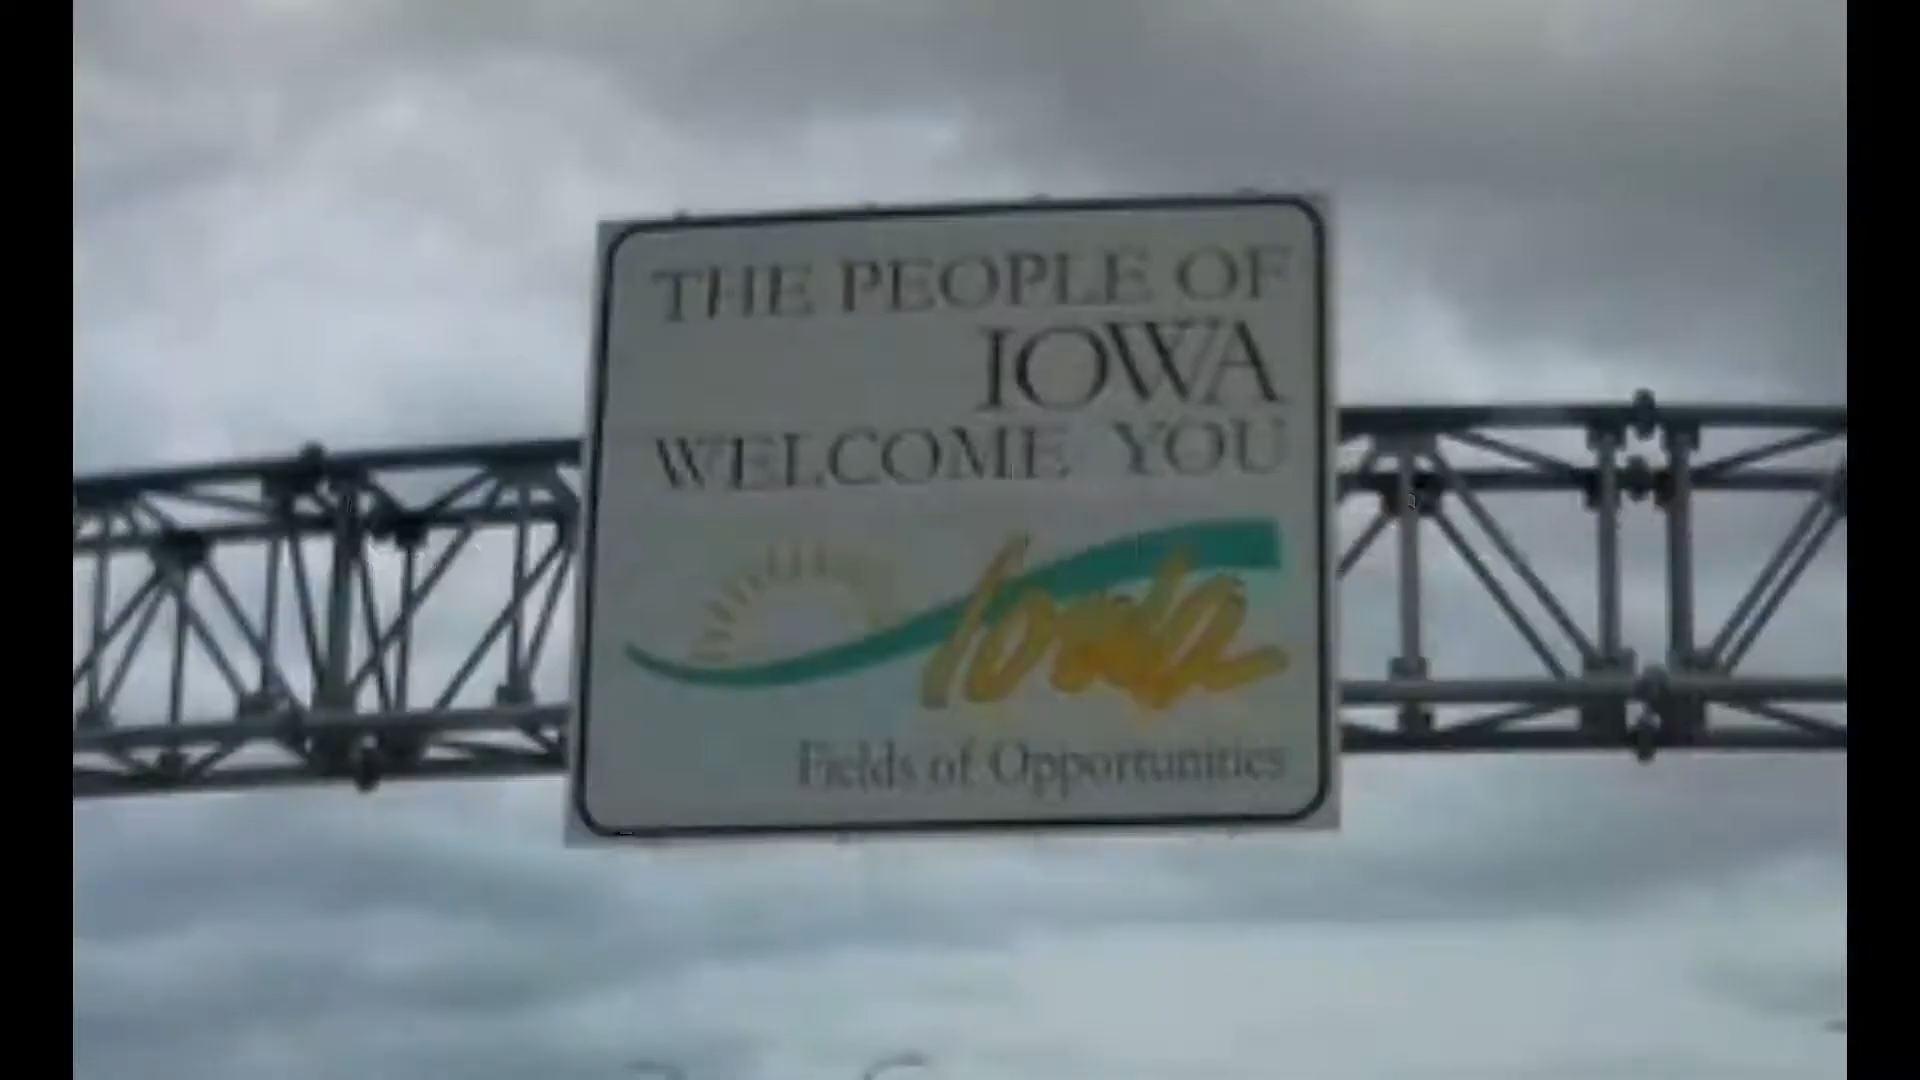 THE PEOPLE OF
IOWA
WELCOME YOU
Iowa
Fields of Opportunities